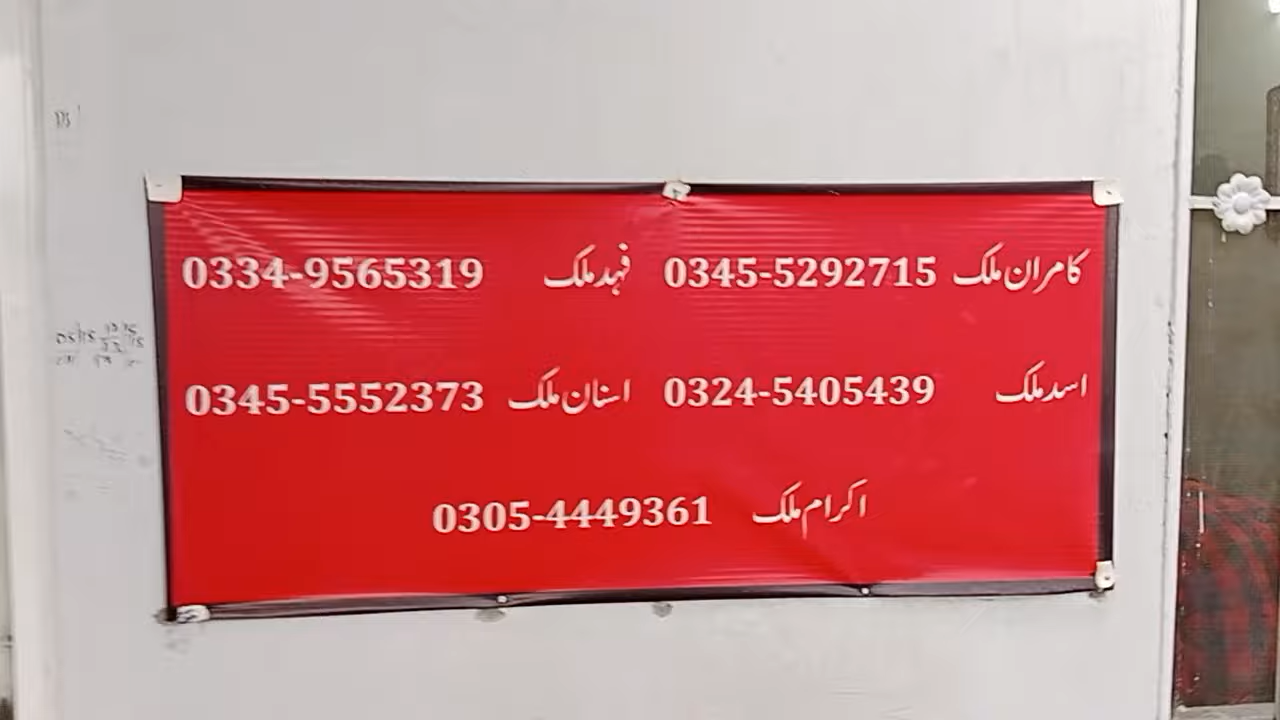 کامران ملک 0345-5292715 فہد ملک 0334-9565319
اسد ملک 0324-5405439 اسنان ملک 0345-5552373
اکرام ملک 0305-4449361